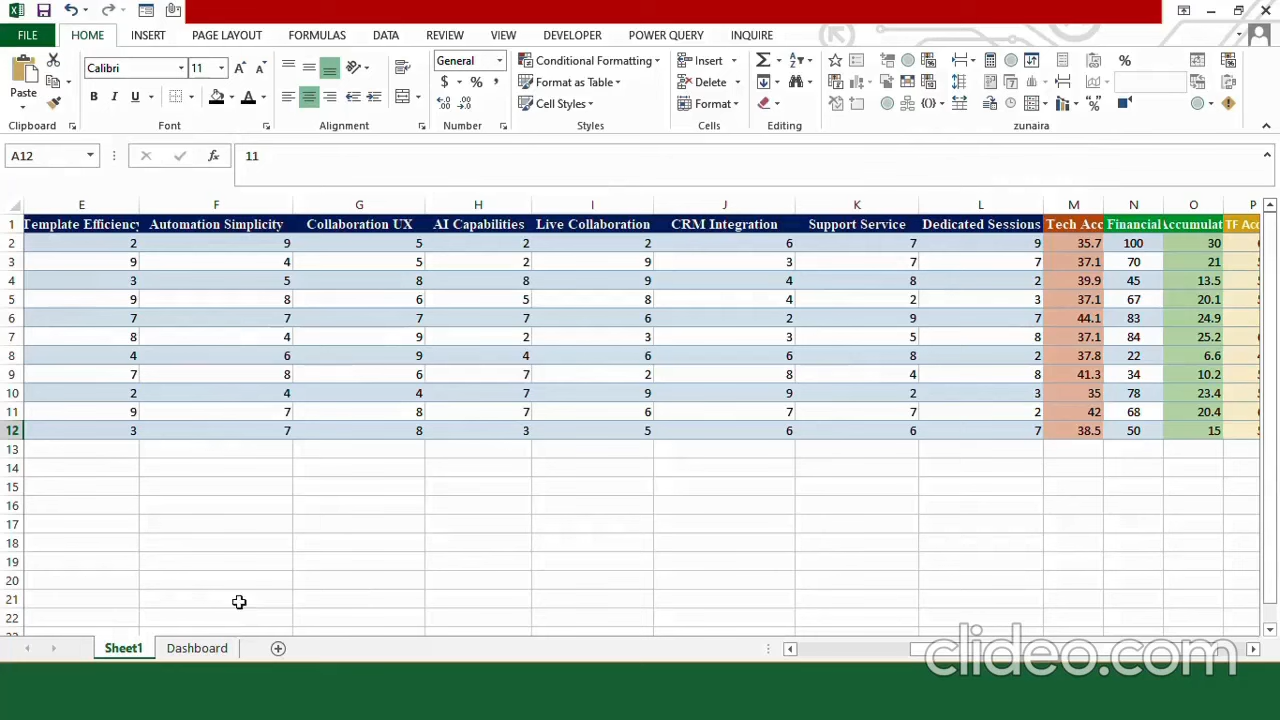 FILE HOME INSERT PAGE LAYOUT FORMULAS DATA REVIEW VIEW DEVELOPER POWER QUERY INQUIRE
Paste Calibri 11 General Conditional Formatting Insert %
B I U $ % , Format as Table Delete
Cell Styles Format
Clipboard Font Alignment Number Styles Cells Editing zunaira
A12 fx 11
E F G H I J K L M N O P
1 Template Efficiency Automation Simplicity Collaboration UX AI Capabilities Live Collaboration CRM Integration Support Service Dedicated Sessions Tech Acc Financial Accumulat TF Acc
2 2 9 5 2 2 6 7 9 35.7 100 30
3 9 4 5 2 9 3 7 7 37.1 70 21
4 3 5 8 8 9 4 8 2 39.9 45 13.5
5 9 8 6 5 8 4 2 3 37.1 67 20.1
6 7 7 7 7 6 2 9 7 44.1 83 24.9
7 8 4 9 2 3 3 5 8 37.1 84 25.2
8 4 6 9 4 6 6 8 2 37.8 22 6.6
9 7 8 6 7 2 8 4 8 41.3 34 10.2
10 2 4 4 7 9 9 2 3 35 78 23.4
11 9 7 8 7 6 7 7 2 42 68 20.4
12 3 7 8 3 5 6 6 7 38.5 50 15
13
14
15
16
17
18
19
20
21
22
Sheet1 Dashboard
clideo.com